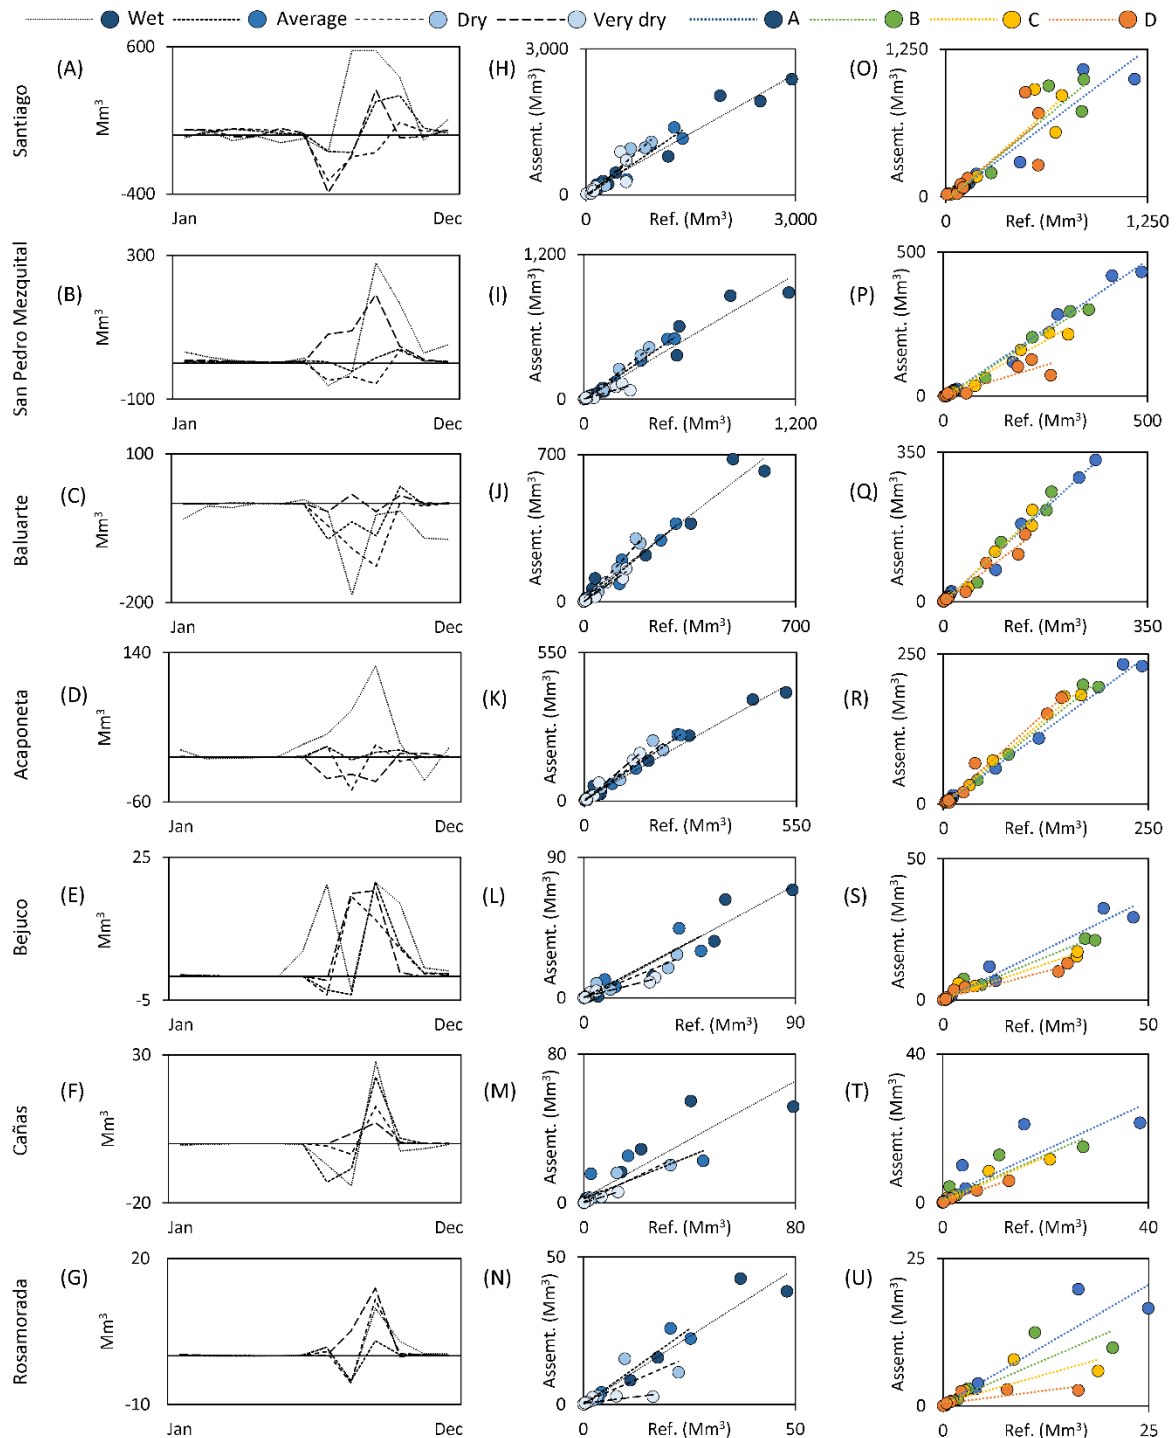 Wet Average Dry Very dry A B C D
Santiago
(A)
Mm³
600
-400
Jan Dec
(H)
Assemt. (Mm³)
3,000
0
0 Ref. (Mm³) 3,000
(O)
Assemt. (Mm³)
1,250
0
0 Ref. (Mm³) 1,250
San Pedro Mezquital
(B)
Mm³
300
-100
Jan Dec
(I)
Assemt. (Mm³)
1,200
0
0 Ref. (Mm³) 1,200
(P)
Assemt. (Mm³)
500
0
0 Ref. (Mm³) 500
Baluarte
(C)
Mm³
100
-200
Jan Dec
(J)
Assemt. (Mm³)
700
0
0 Ref. (Mm³) 700
(Q)
Assemt. (Mm³)
350
0
0 Ref. (Mm³) 350
Acaponeta
(D)
Mm³
140
-60
Jan Dec
(K)
Assemt. (Mm³)
550
0
0 Ref. (Mm³) 550
(R)
Assemt. (Mm³)
250
0
0 Ref. (Mm³) 250
Bejuco
(E)
Mm³
25
-5
Jan Dec
(L)
Assemt. (Mm³)
90
0
0 Ref. (Mm³) 90
(S)
Assemt. (Mm³)
50
0
0 Ref. (Mm³) 50
Cañas
(F)
Mm³
30
-20
Jan Dec
(M)
Assemt. (Mm³)
80
0
0 Ref. (Mm³) 80
(T)
Assemt. (Mm³)
40
0
0 Ref. (Mm³) 40
Rosamorada
(G)
Mm³
20
-10
Jan Dec
(N)
Assemt. (Mm³)
50
0
0 Ref. (Mm³) 50
(U)
Assemt. (Mm³)
25
0
0 Ref. (Mm³) 25